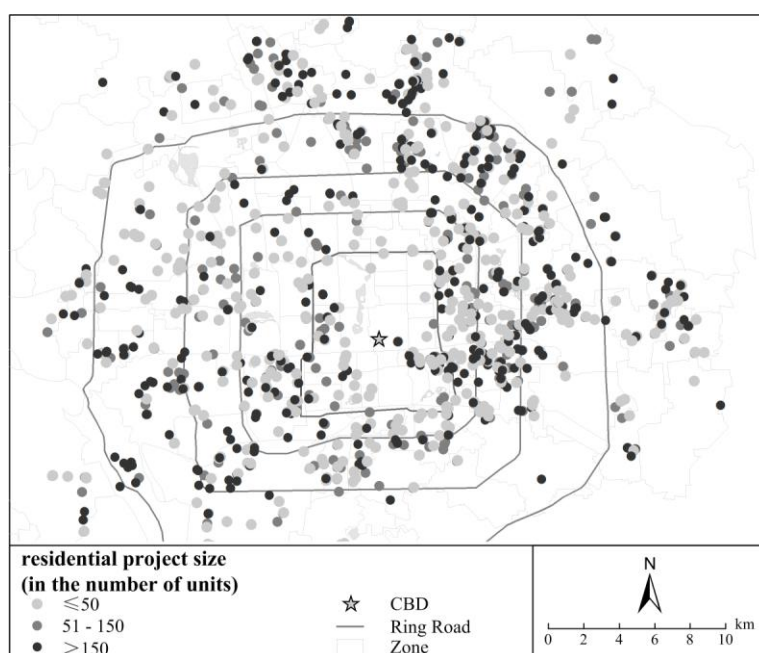 residential project size
(in the number of units)
≤50
51 - 150
>150
CBD
Ring Road
Zone
N
km
0 2 4 6 8 10